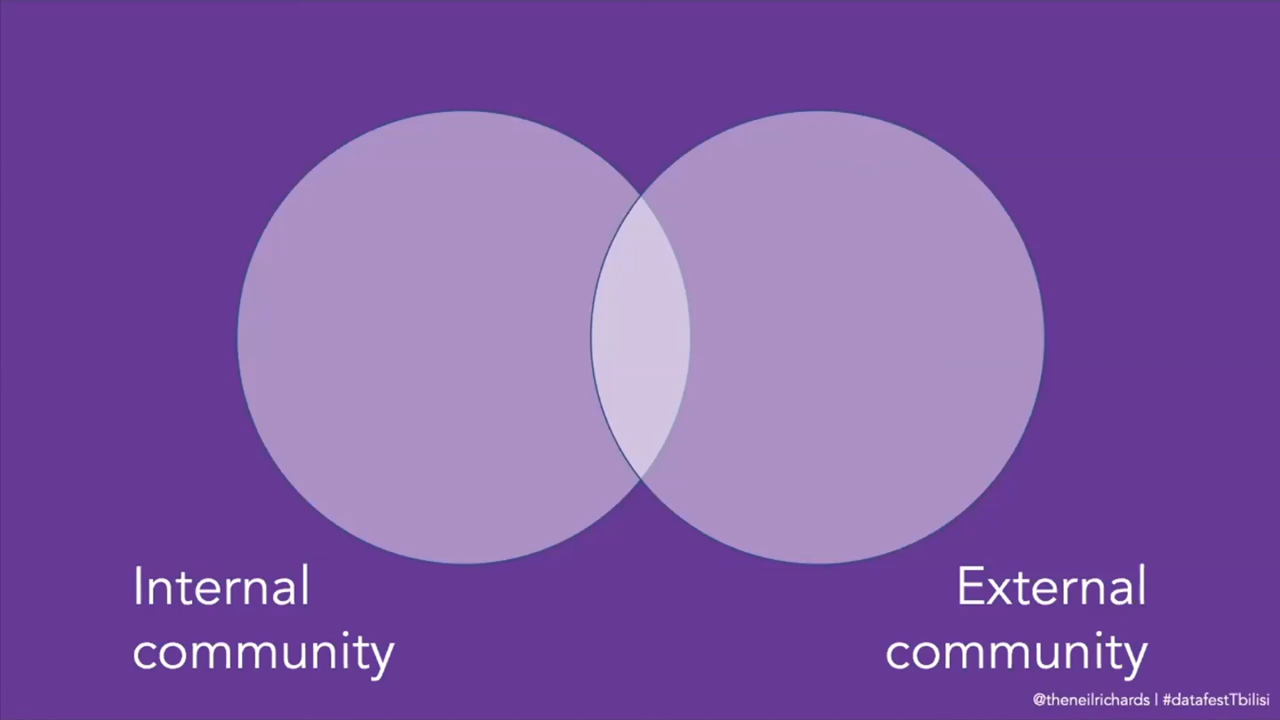 Internal
community
External
community
@theneilrichards | #datafestTbilisi